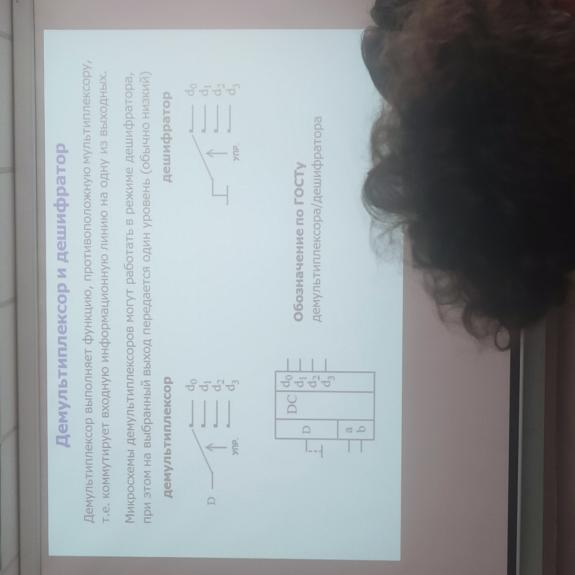 Демультиплексор и дешифратор
Демультиплексор выполняет функцию, противоположную мультиплексору,
т.е. коммутирует входную информационную линию на одну из выходных.
Микросхемы демультиплексоров могут работать в режиме дешифратора,
при этом на выбранный выход передается один уровень (обычно низкий)
демультиплексор
дешифратор
D
d₀
d₁
d₂
d₃
УПР.
d₀
d₁
d₂
d₃
УПР.
D
a
b
DC
d₀
d₁
d₂
d₃
Обозначение по ГОСТу
демультиплексора/дешифратора